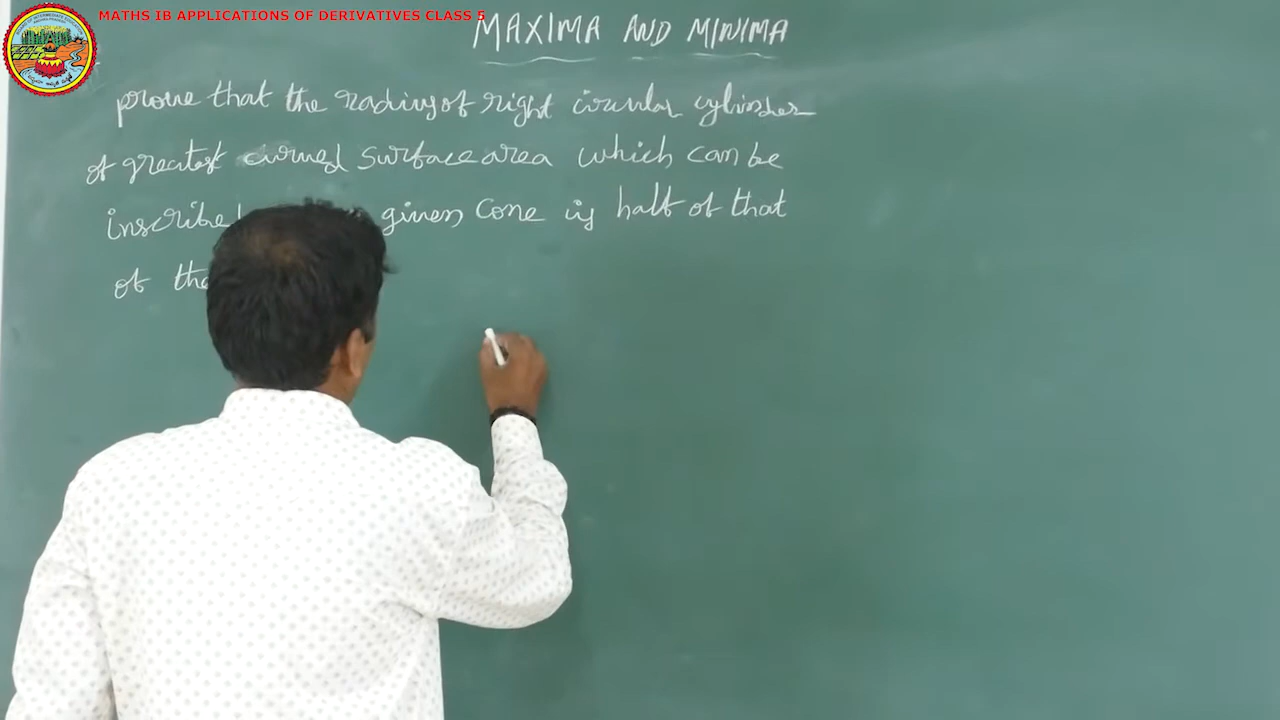 MATHS IB APPLICATIONS OF DERIVATIVES CLASS 5
MAXIMA AND MINIMA
prove that the radius of right circular cylinder
of greatest curved surface area which can be
inscribed given cone is half of that
of the